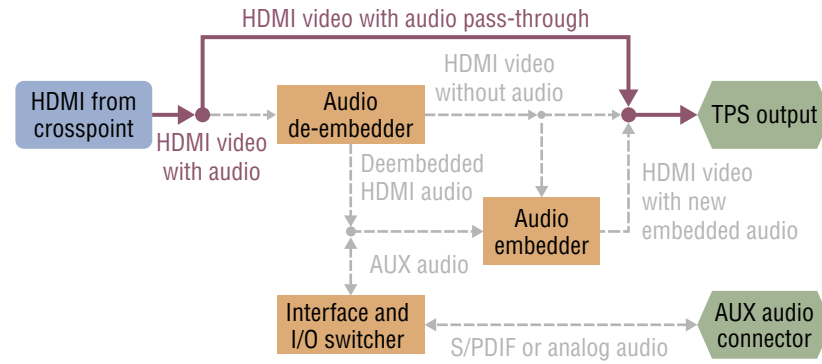 HDMI video with audio pass-through
HDMI from
crosspoint
HDMI video
with audio
Audio
de-embedder
HDMI video
without audio
TPS output
Deembedded
HDMI audio
Audio
embedder
HDMI video
with new
embedded audio
AUX audio
Interface and
I/O switcher
S/PDIF or analog audio
AUX audio
connector